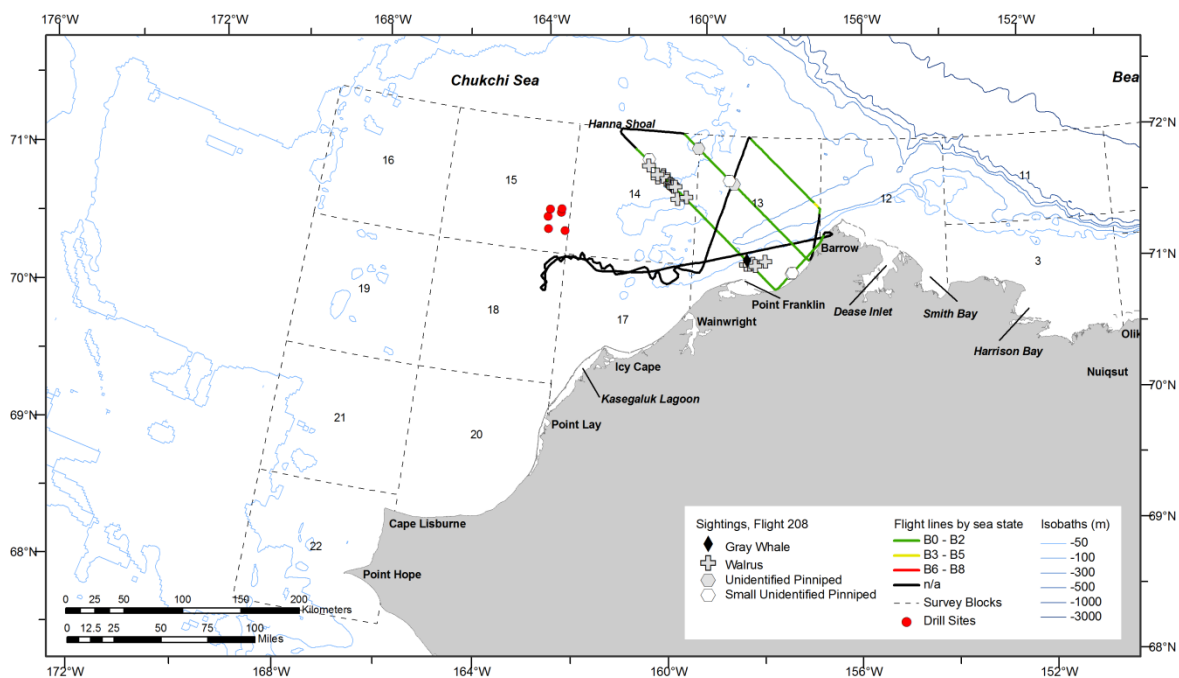 176°W 168°W 164°W 160°W 156°W 152°W
Chukchi Sea
Bea
71°N
72°N
Hanna Shoal
16
15
14
13
12
11
Barrow
3
70°N
71°N
19
18
17
Point Franklin
Dease Inlet
Smith Bay
Wainwright
Harrison Bay
Olik
Icy Cape
Nuiqsut
Kasegaluk Lagoon
70°N
69°N
21
20
Point Lay
Cape Lisburne
69°N
68°N
22
Point Hope
Sightings, Flight 208
Gray Whale
Walrus
Unidentified Pinniped
Small Unidentified Pinniped
Flight lines by sea state
B0 - B2
B3 - B5
B6 - B8
n/a
Survey Blocks
Drill Sites
Isobaths (m)
-50
-100
-300
-500
-1000
-3000
0 25 50 100 150 200
Kilometers
0 12.5 25 50 75 100
Miles
68°N
172°W 168°W 164°W 160°W 156°W 152°W